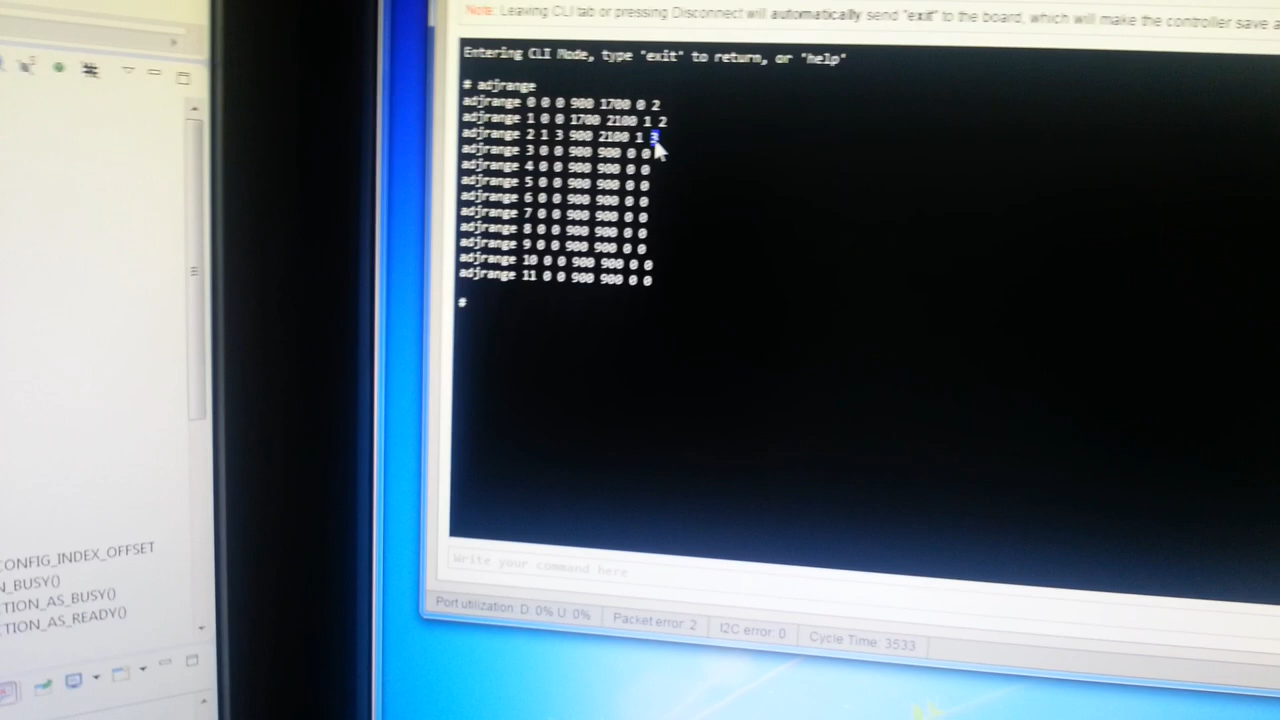 Note: Leaving CLI tab or pressing Disconnect will automatically send "exit" to the board, which will make the controller save a
Entering CLI Mode, type "exit" to return, or "help"
# adjrange
adjrange 0 0 0 900 1700 0 2
adjrange 1 0 0 1700 2100 1 2
adjrange 2 1 3 900 2100 1 3
adjrange 3 0 0 900 900 0 0
adjrange 4 0 0 900 900 0 0
adjrange 5 0 0 900 900 0 0
adjrange 6 0 0 900 900 0 0
adjrange 7 0 0 900 900 0 0
adjrange 8 0 0 900 900 0 0
adjrange 9 0 0 900 900 0 0
adjrange 10 0 0 900 900 0 0
adjrange 11 0 0 900 900 0 0
#
Write your command here
Port utilization: D: 0% U: 0% Packet error: 2 I2C error: 0 Cycle Time: 3533
CONFIG_INDEX_OFFSET
N_BUSY()
CTION_AS_BUSY()
CTION_AS_READY()